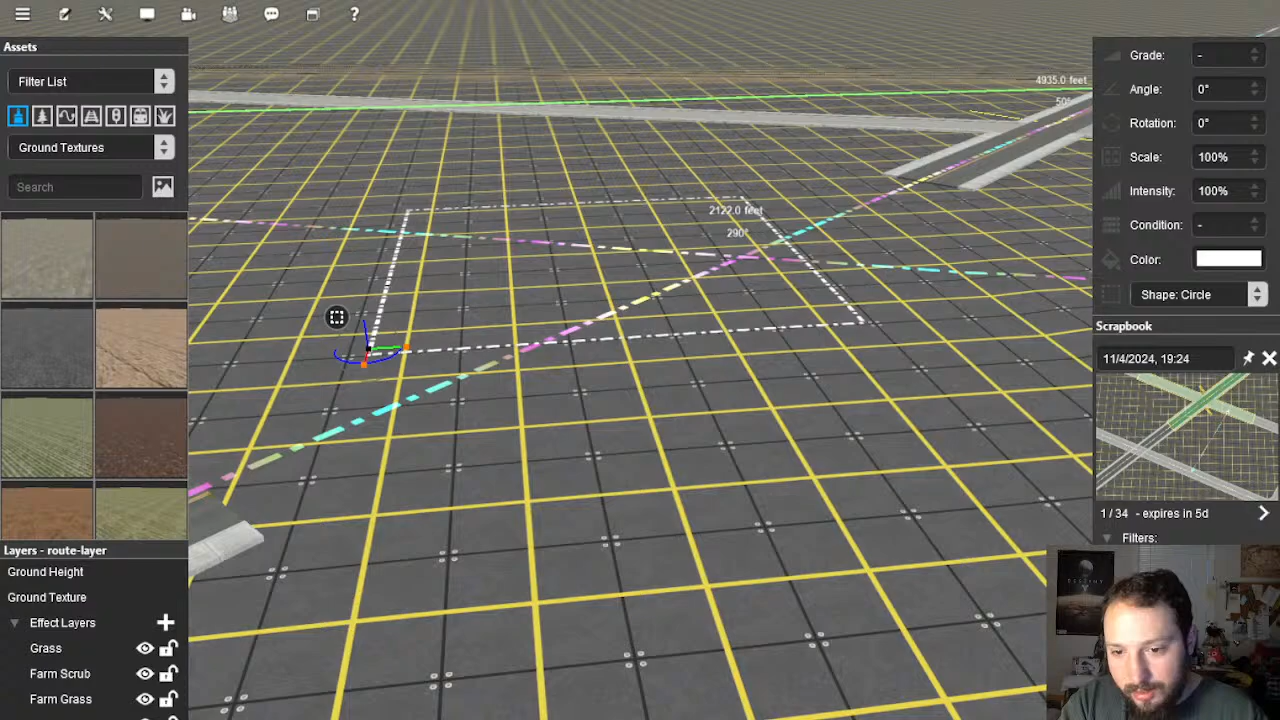 ?
Assets
Filter List
Ground Textures
Search
Layers - route-layer
Ground Height
Ground Texture
Effect Layers
Grass
Farm Scrub
Farm Grass
4935.0 feet
50°
2122.0 feet
290°
Grade: -
Angle: 0°
Rotation: 0°
Scale: 100%
Intensity: 100%
Condition: -
Color:
Shape: Circle
Scrapbook
11/4/2024, 19:24
1 / 34 - expires in 5d
Filters:
DESTINY